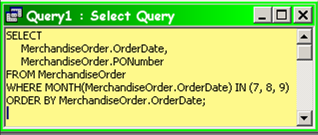 Query1 : Select Query
SELECT
MerchandiseOrder.OrderDate,
MerchandiseOrder.PONumber
FROM MerchandiseOrder
WHERE MONTH(MerchandiseOrder.OrderDate) IN (7, 8, 9)
ORDER BY MerchandiseOrder.OrderDate;